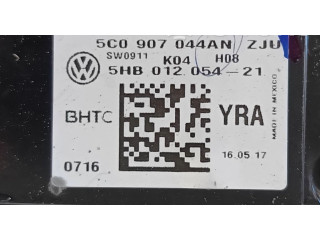 5C0 907 044AN ZJU
SW0911 K04 H08
5HB 012 054-21
BHTC
YRA
MADE IN MEXICO
0716
16.05.17